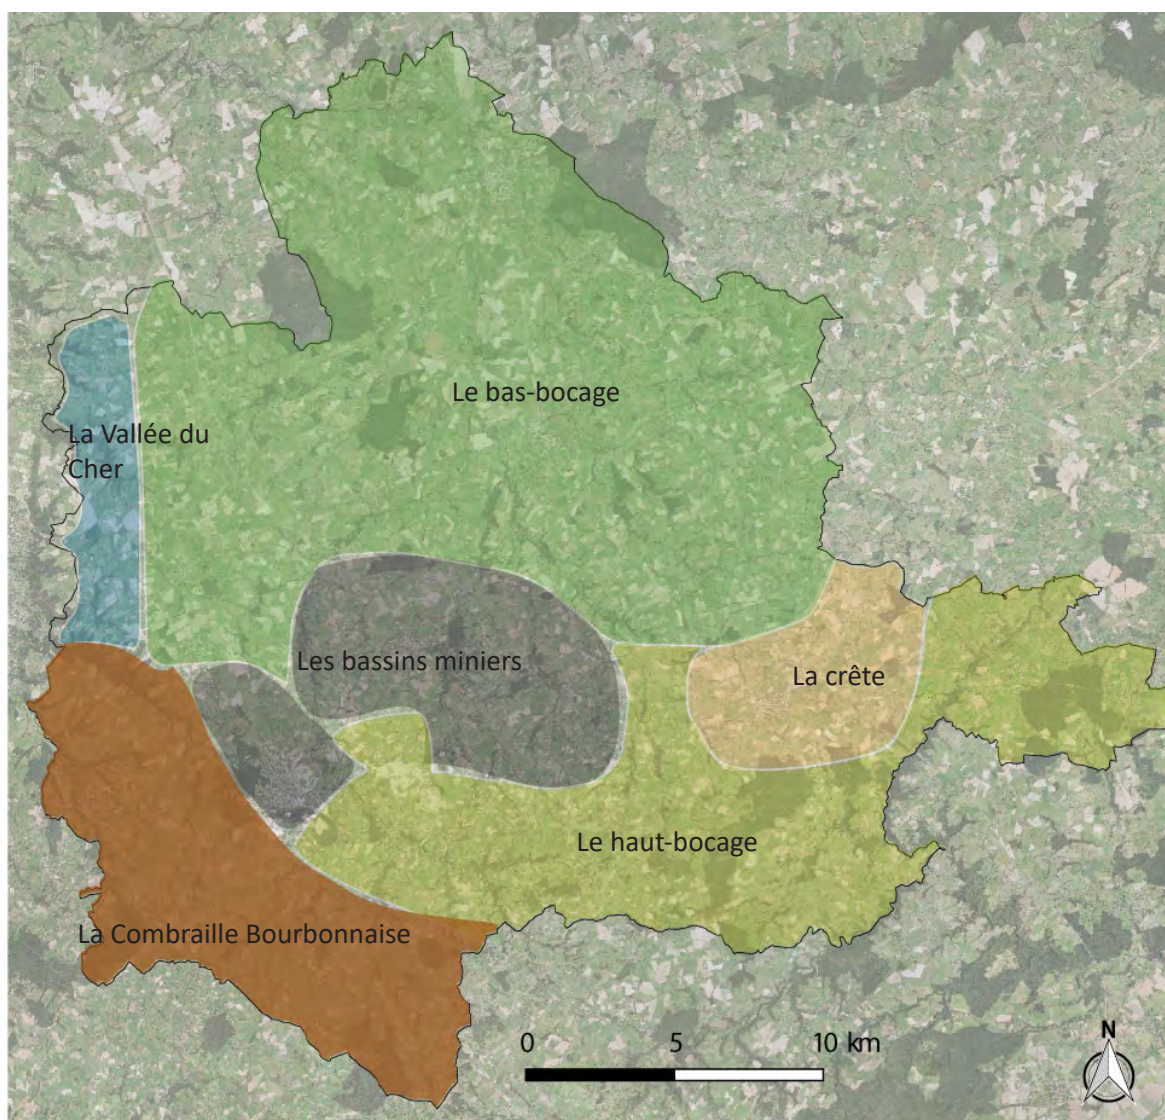 Le bas-bocage
La Vallée du
Cher
Les bassins miniers
La crête
Le haut-bocage
La Combraille Bourbonnaise
0 5 10 km
N